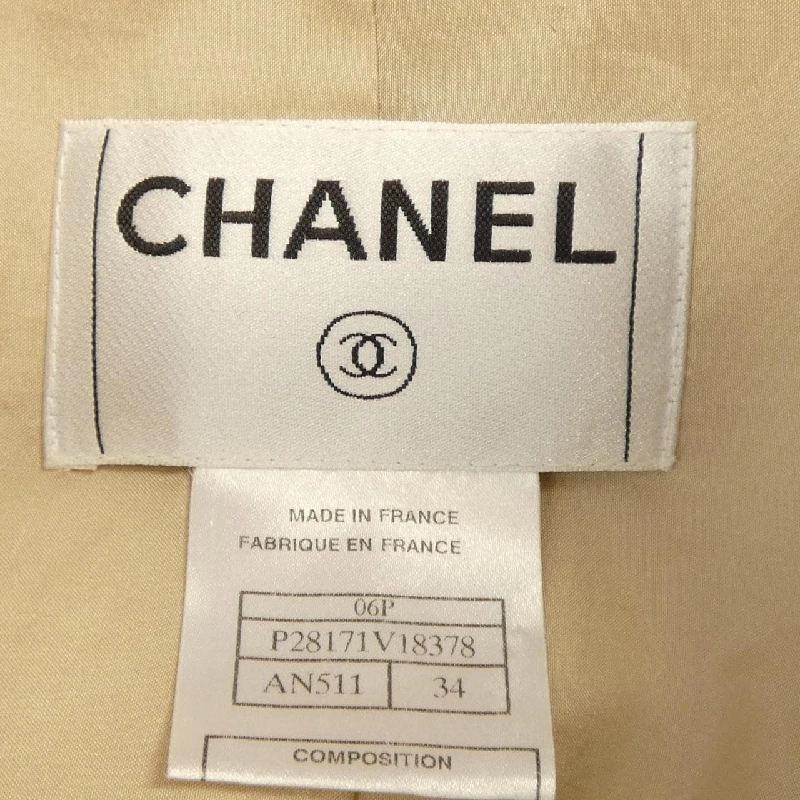 CHANEL
MADE IN FRANCE
FABRIQUE EN FRANCE
06P
P28171V18378
AN511 34
COMPOSITION